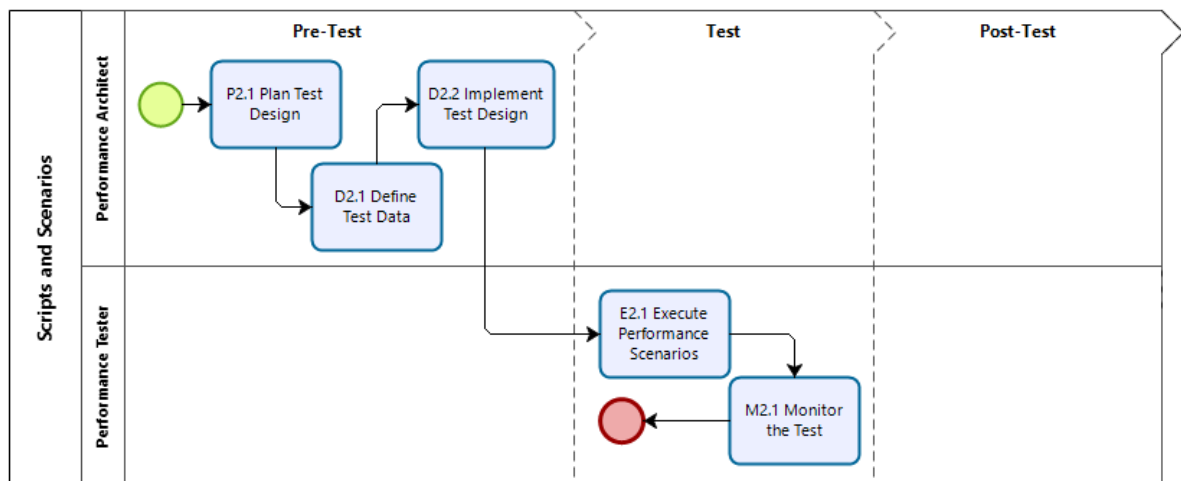 Scripts and Scenarios
Pre-Test
Test
Post-Test
Performance Architect
P2.1 Plan Test
Design
D2.2 Implement
Test Design
D2.1 Define
Test Data
Performance Tester
E2.1 Execute
Performance
Scenarios
M2.1 Monitor
the Test